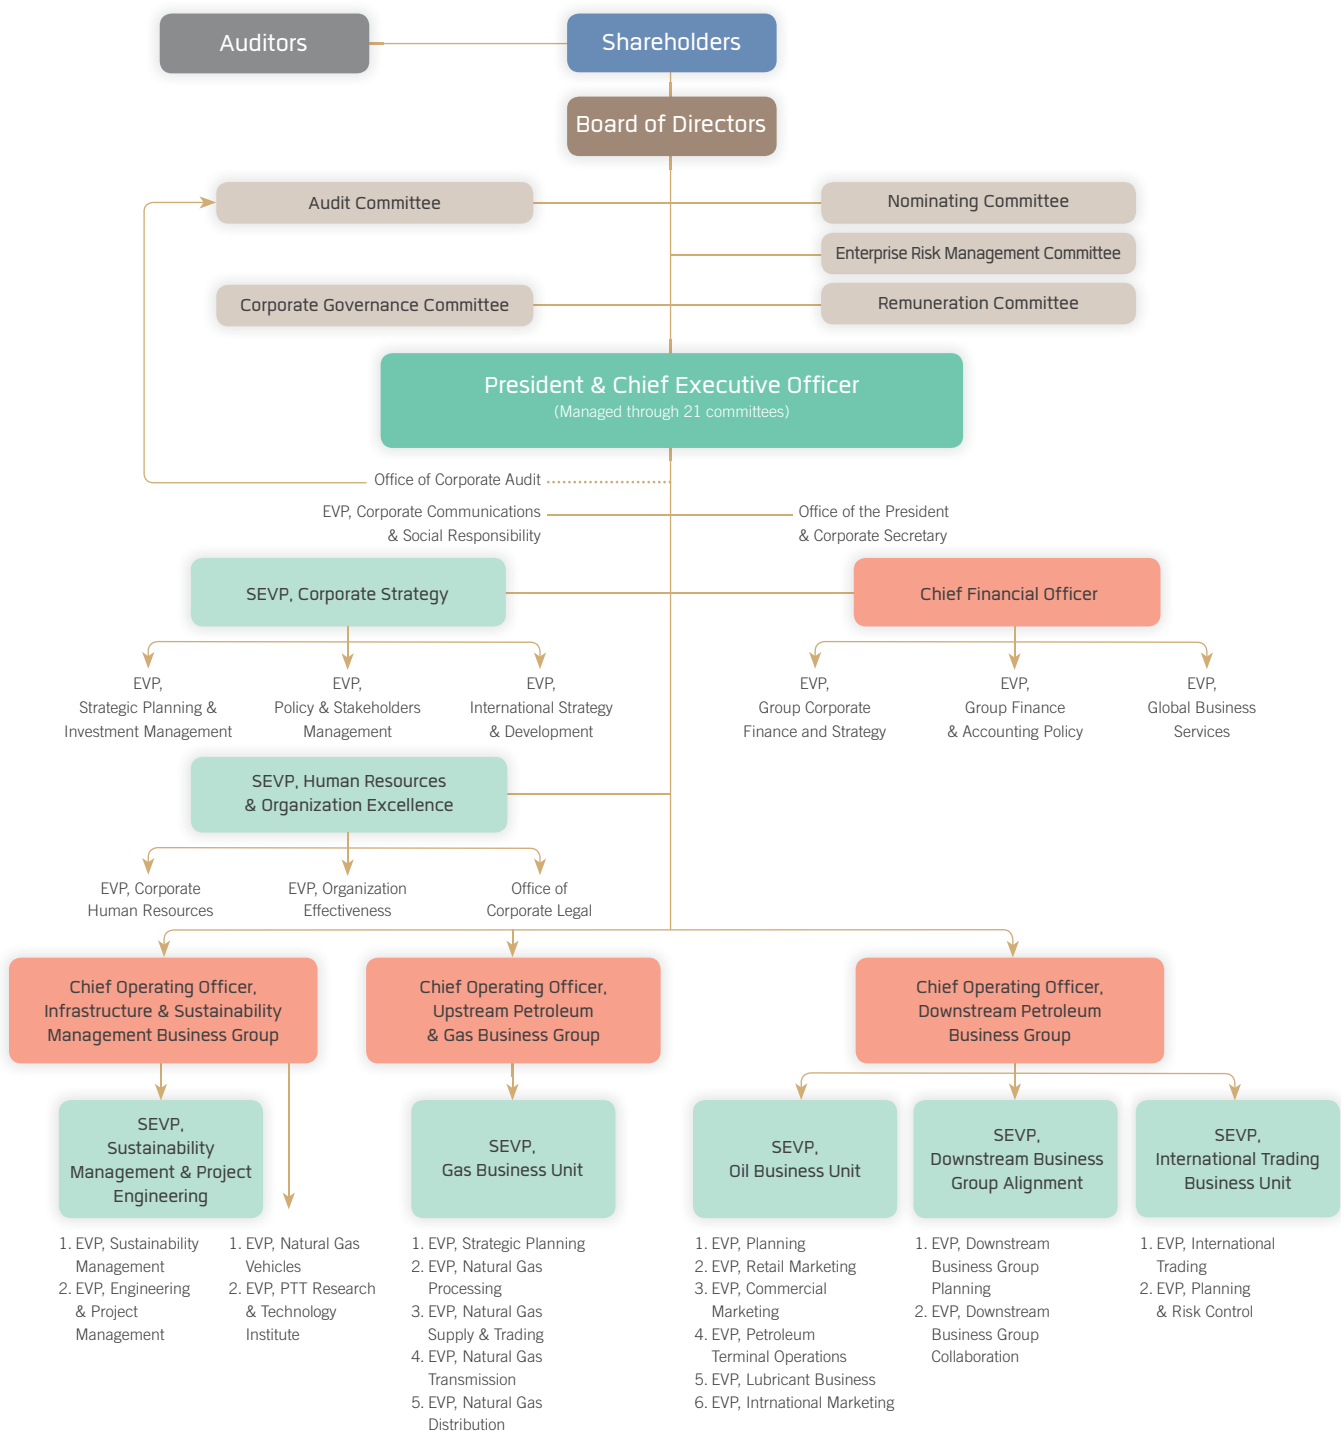 Auditors
Shareholders
Board of Directors
Audit Committee
Nominating Committee
Enterprise Risk Management Committee
Corporate Governance Committee
Remuneration Committee
President & Chief Executive Officer
(Managed through 21 committees)
Office of Corporate Audit
EVP, Corporate Communications
& Social Responsibility
Office of the President
& Corporate Secretary
SEVP, Corporate Strategy
Chief Financial Officer
EVP,
Strategic Planning &
Investment Management
EVP,
Policy & Stakeholders
Management
EVP,
International Strategy
& Development
EVP,
Group Corporate
Finance and Strategy
EVP,
Group Finance
& Accounting Policy
EVP,
Global Business
Services
SEVP, Human Resources
& Organization Excellence
EVP, Corporate
Human Resources
EVP, Organization
Effectiveness
Office of
Corporate Legal
Chief Operating Officer,
Infrastructure & Sustainability
Management Business Group
Chief Operating Officer,
Upstream Petroleum
& Gas Business Group
Chief Operating Officer,
Downstream Petroleum
Business Group
SEVP,
Sustainability
Management & Project
Engineering
SEVP,
Gas Business Unit
SEVP,
Oil Business Unit
SEVP,
Downstream Business
Group Alignment
SEVP,
International Trading
Business Unit
1. EVP, Sustainability
Management
2. EVP, Engineering
& Project
Management
1. EVP, Natural Gas
Vehicles
2. EVP, PTT Research
& Technology
Institute
1. EVP, Strategic Planning
2. EVP, Natural Gas
Processing
3. EVP, Natural Gas
Supply & Trading
4. EVP, Natural Gas
Transmission
5. EVP, Natural Gas
Distribution
1. EVP, Planning
2. EVP, Retail Marketing
3. EVP, Commercial
Marketing
4. EVP, Petroleum
Terminal Operations
5. EVP, Lubricant Business
6. EVP, Intrnational Marketing
1. EVP, Downstream
Business Group
Planning
2. EVP, Downstream
Business Group
Collaboration
1. EVP, International
Trading
2. EVP, Planning
& Risk Control